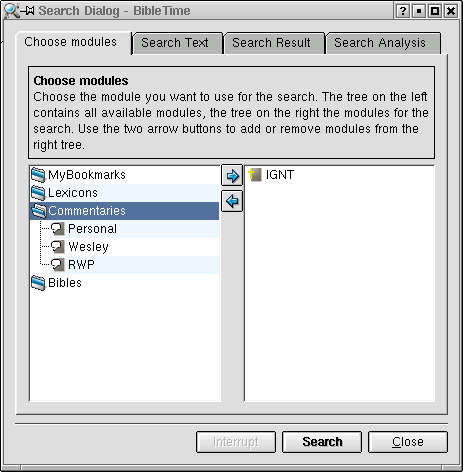 Search Dialog - BibleTime
Choose modules Search Text Search Result Search Analysis
Choose modules
Choose the module you want to use for the search. The tree on the left
contains all available modules, the tree on the right the modules for the
search. Use the two arrow buttons to add or remove modules from the
right tree.
MyBookmarks
Lexicons
Commentaries
Personal
Wesley
RWP
Bibles
IGNT
Interrupt Search Close